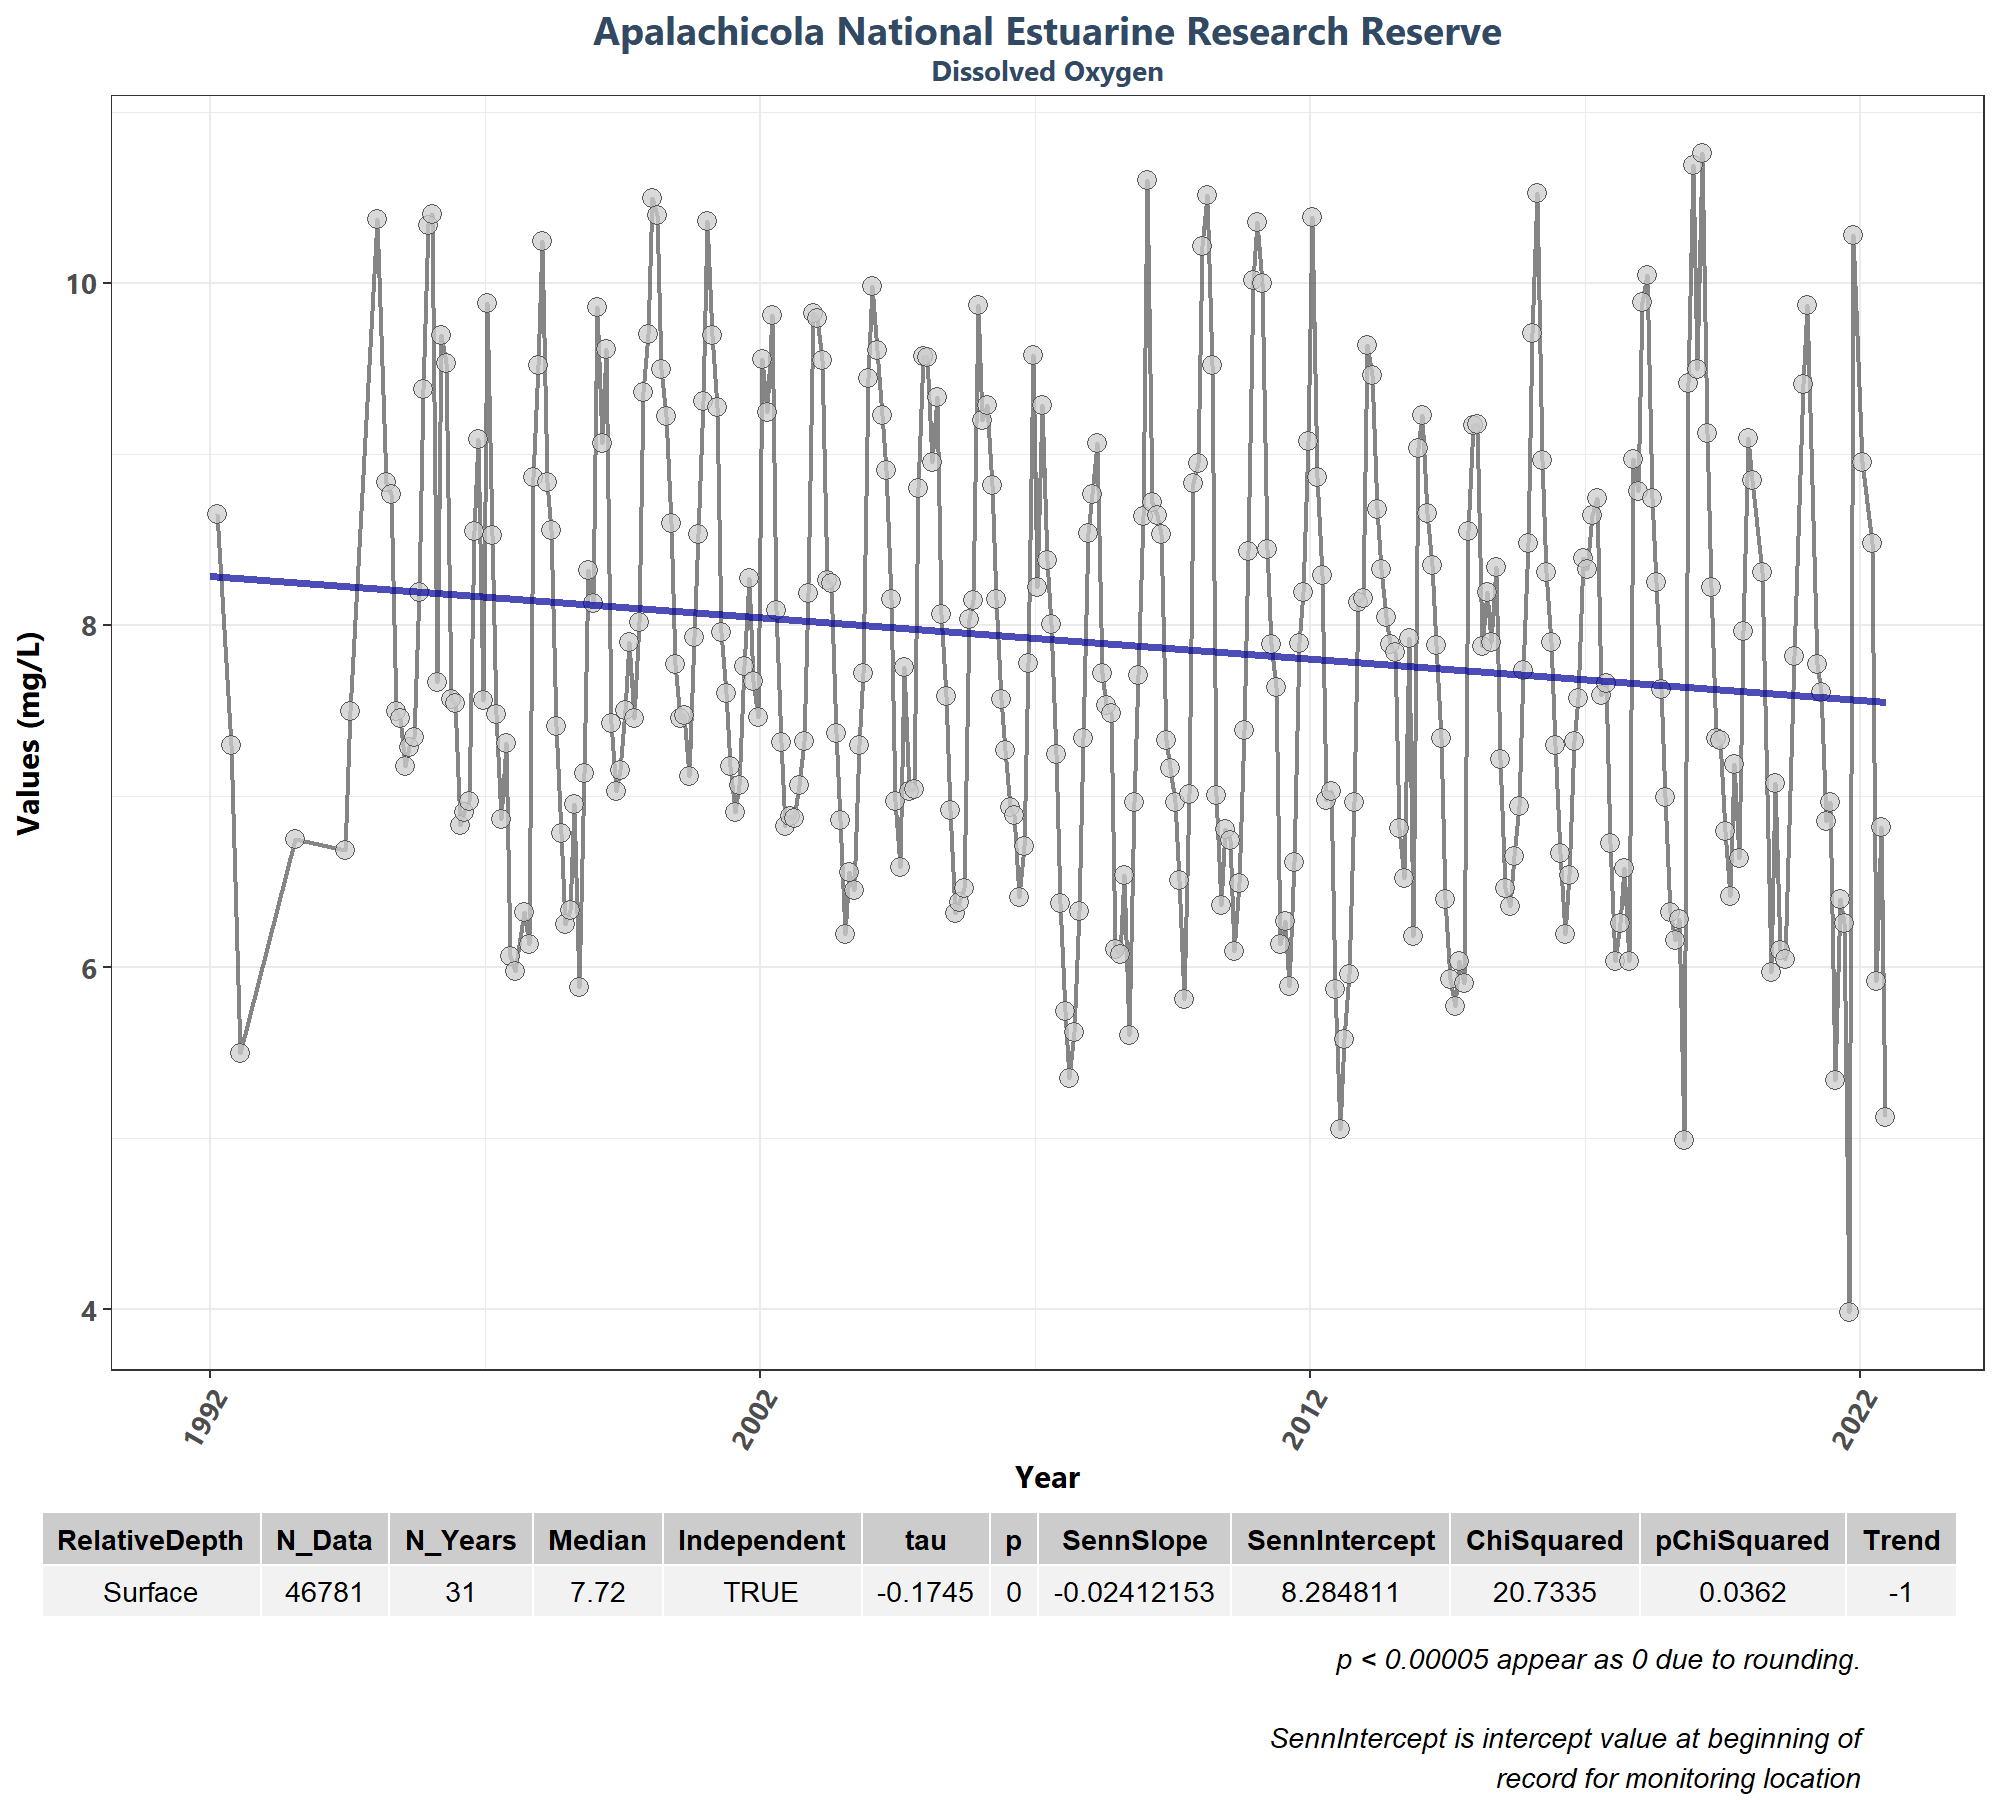 Apalachicola National Estuarine Research Reserve
Dissolved Oxygen
Values (mg/L)
10
8
6
4
1992
2002
2012
2022
Year
RelativeDepth N_Data N_Years Median Independent tau p SennSlope SennIntercept ChiSquared pChiSquared Trend
Surface 46781 31 7.72 TRUE -0.1745 0 -0.02412153 8.284811 20.7335 0.0362 -1
p < 0.00005 appear as 0 due to rounding.
SennIntercept is intercept value at beginning of
record for monitoring location